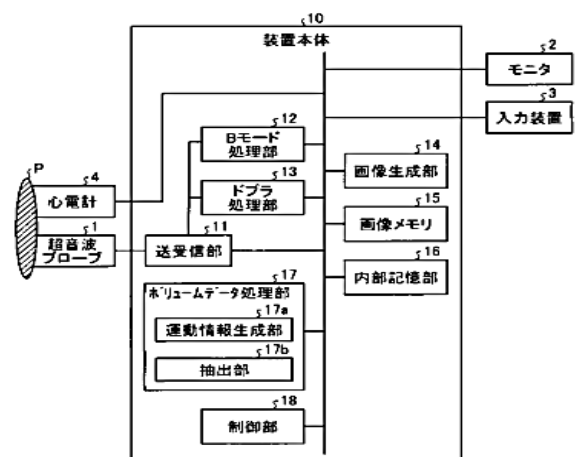 10
装置本体
2
モニタ
3
入力装置
12
Bモード
処理部
13
ドプラ
処理部
14
画像生成部
P
4
心電計
15
画像メモリ
1
超音波
プローブ
11
送受信部
16
内部記憶部
17
ボリュームデータ処理部
17a
運動情報生成部
17b
抽出部
18
制御部